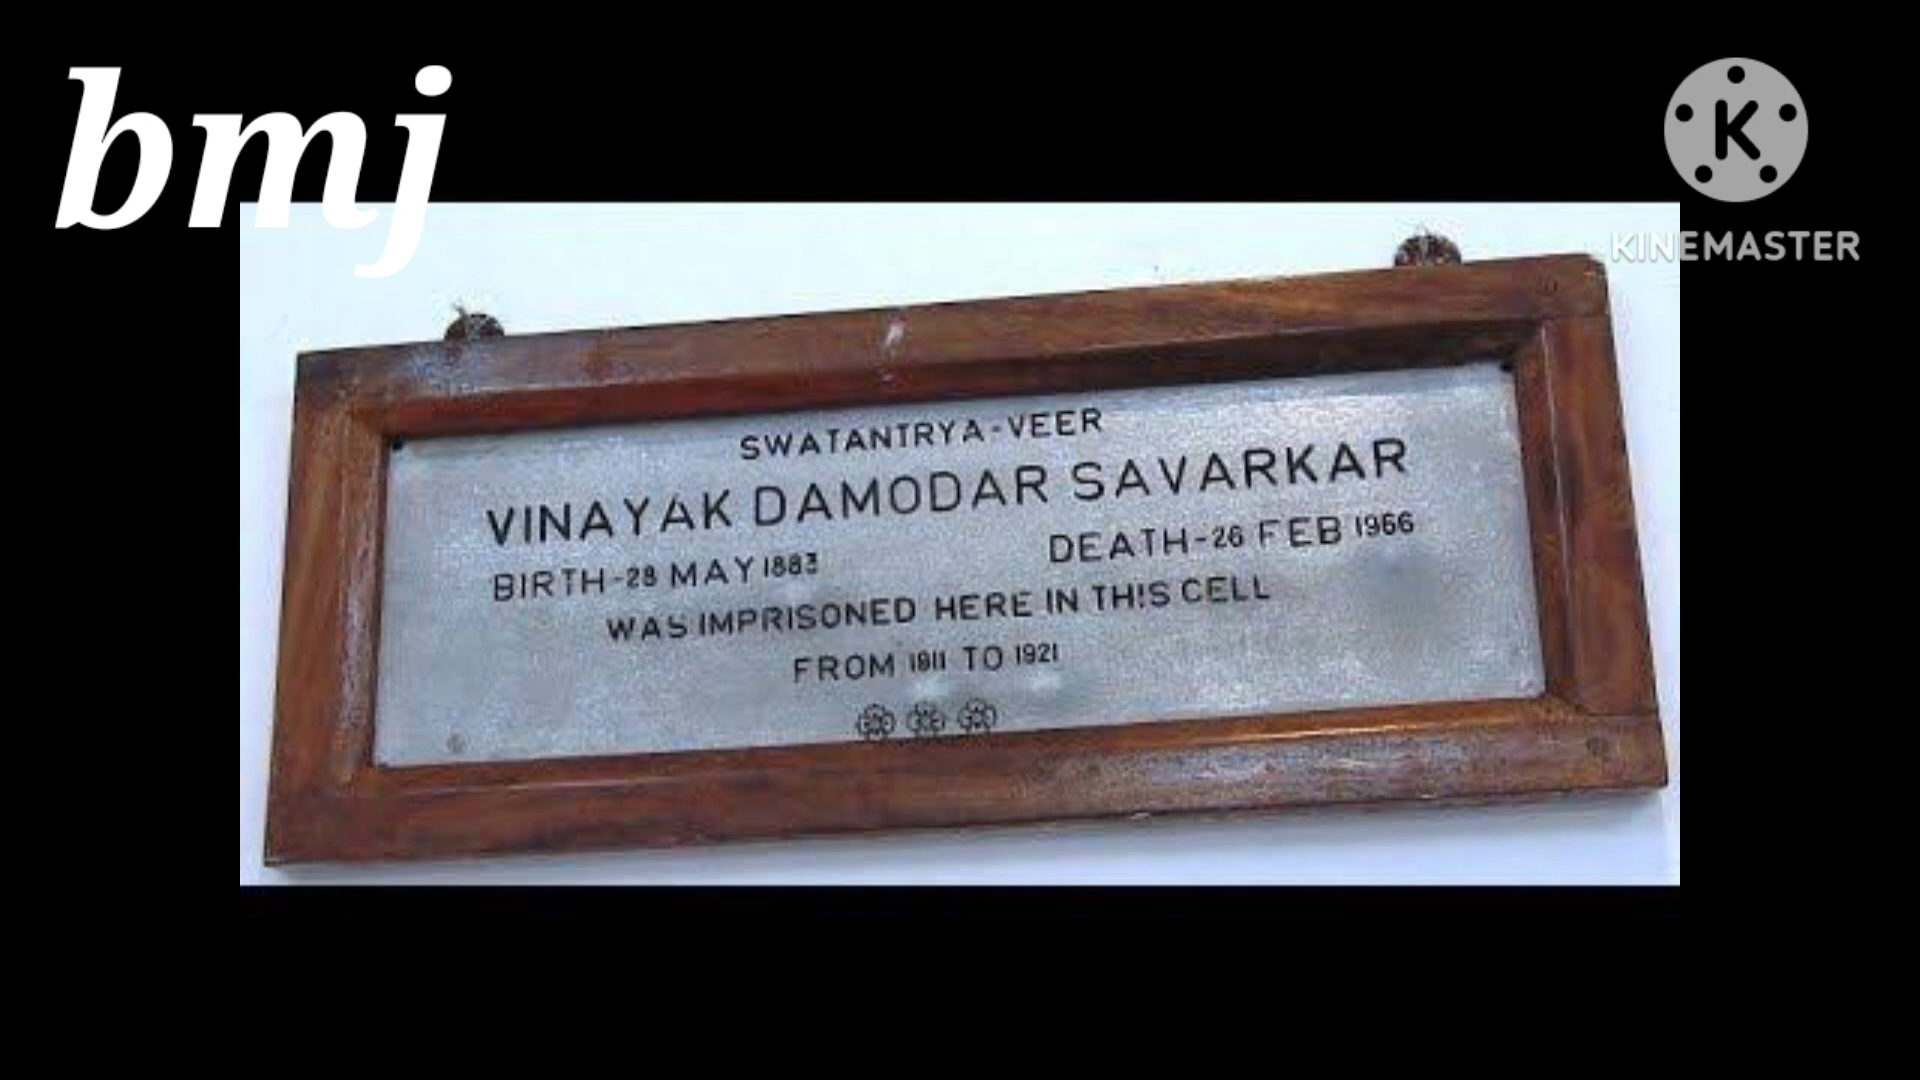 bmj
K
KINEMASTER
SWATANTRYA-VEER
VINAYAK DAMODAR SAVARKAR
BIRTH-28 MAY 1883 DEATH-26 FEB 1966
WAS IMPRISONED HERE IN THIS CELL
FROM 1911 TO 1921